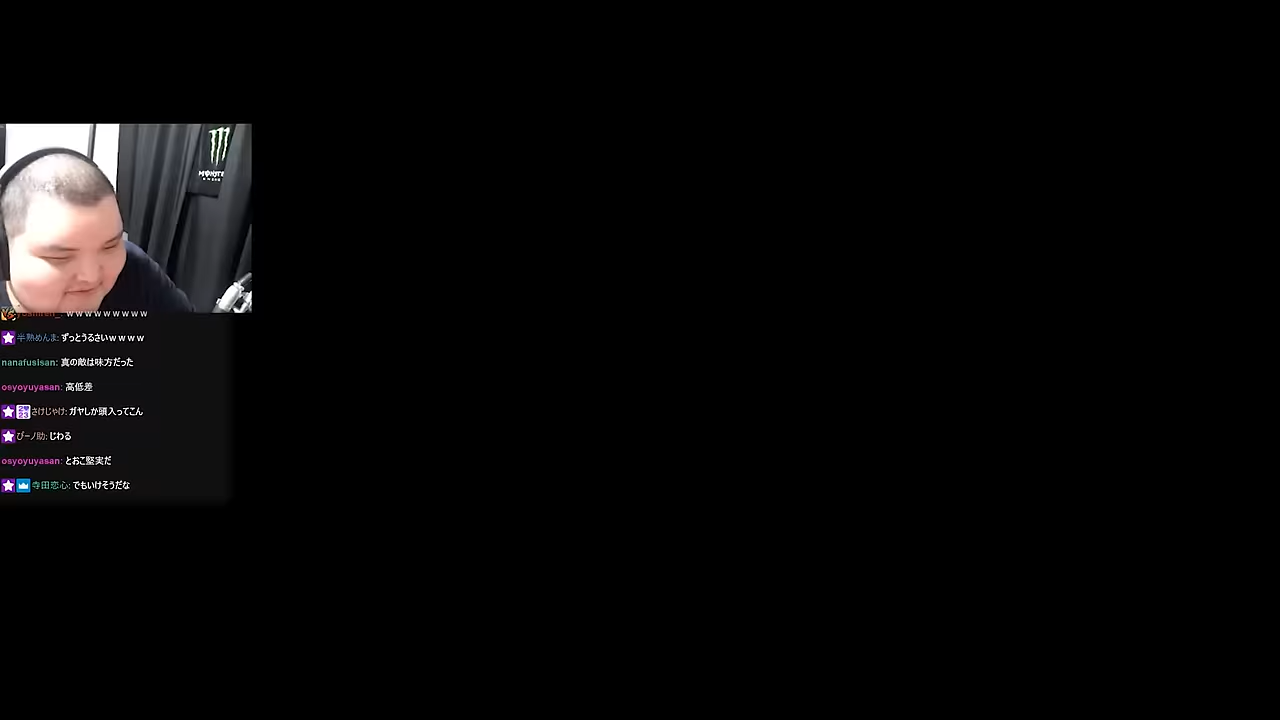 MONSTER
ｗｗｗｗｗｗｗｗｗ
半熟めんま: ずっとうるさいｗｗｗｗ
nanafusisan: 真の敵は味方だった
osyoyuyasan: 高低差
さけじゃけ: ガヤしか頭入ってこん
ぴーノ助: じわる
osyoyuyasan: とおこ堅実だ
寺田恋心: でもいけそうだな